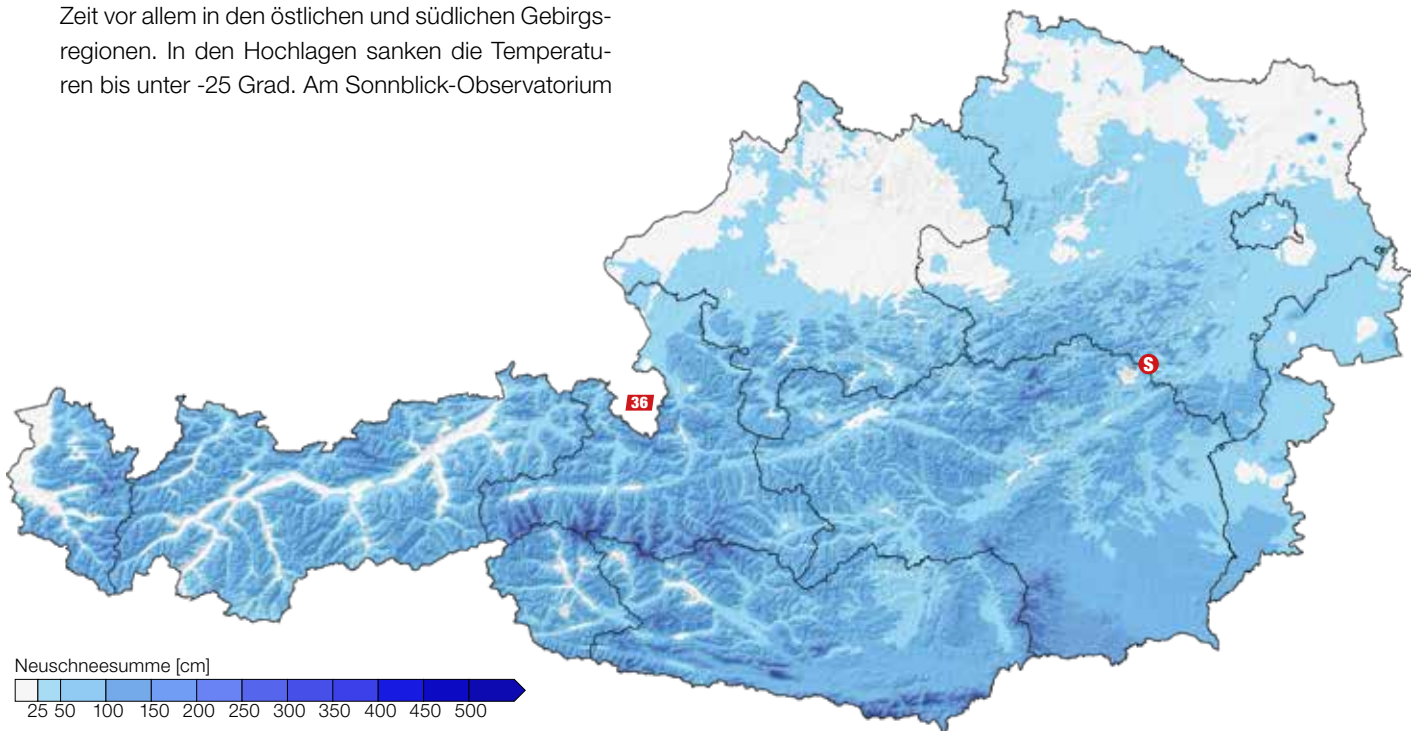 Zeit vor allem in den östlichen und südlichen Gebirgs-
regionen. In den Hochlagen sanken die Temperatu-
ren bis unter -25 Grad. Am Sonnblick-Observatorium
S
36
Neuschneesumme [cm]
25 50 100 150 200 250 300 350 400 450 500